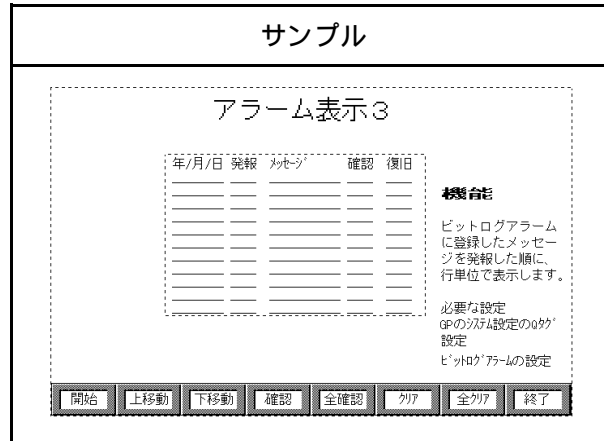 サンプル
アラーム表示3
年/月/日 発報 ﾒｯｾｰｼﾞ 確認 復旧
機能
ビットログアラーム
に登録したメッセー
ジを発報した順に、
行単位で表示します。
必要な設定
GPのｼｽﾃﾑ設定のQﾀｸﾞ
設定
ﾋﾞｯﾄﾛｸﾞｱﾗｰﾑの設定
開始 上移動 下移動 確認 全確認 ｸﾘｱ 全ｸﾘｱ 終了